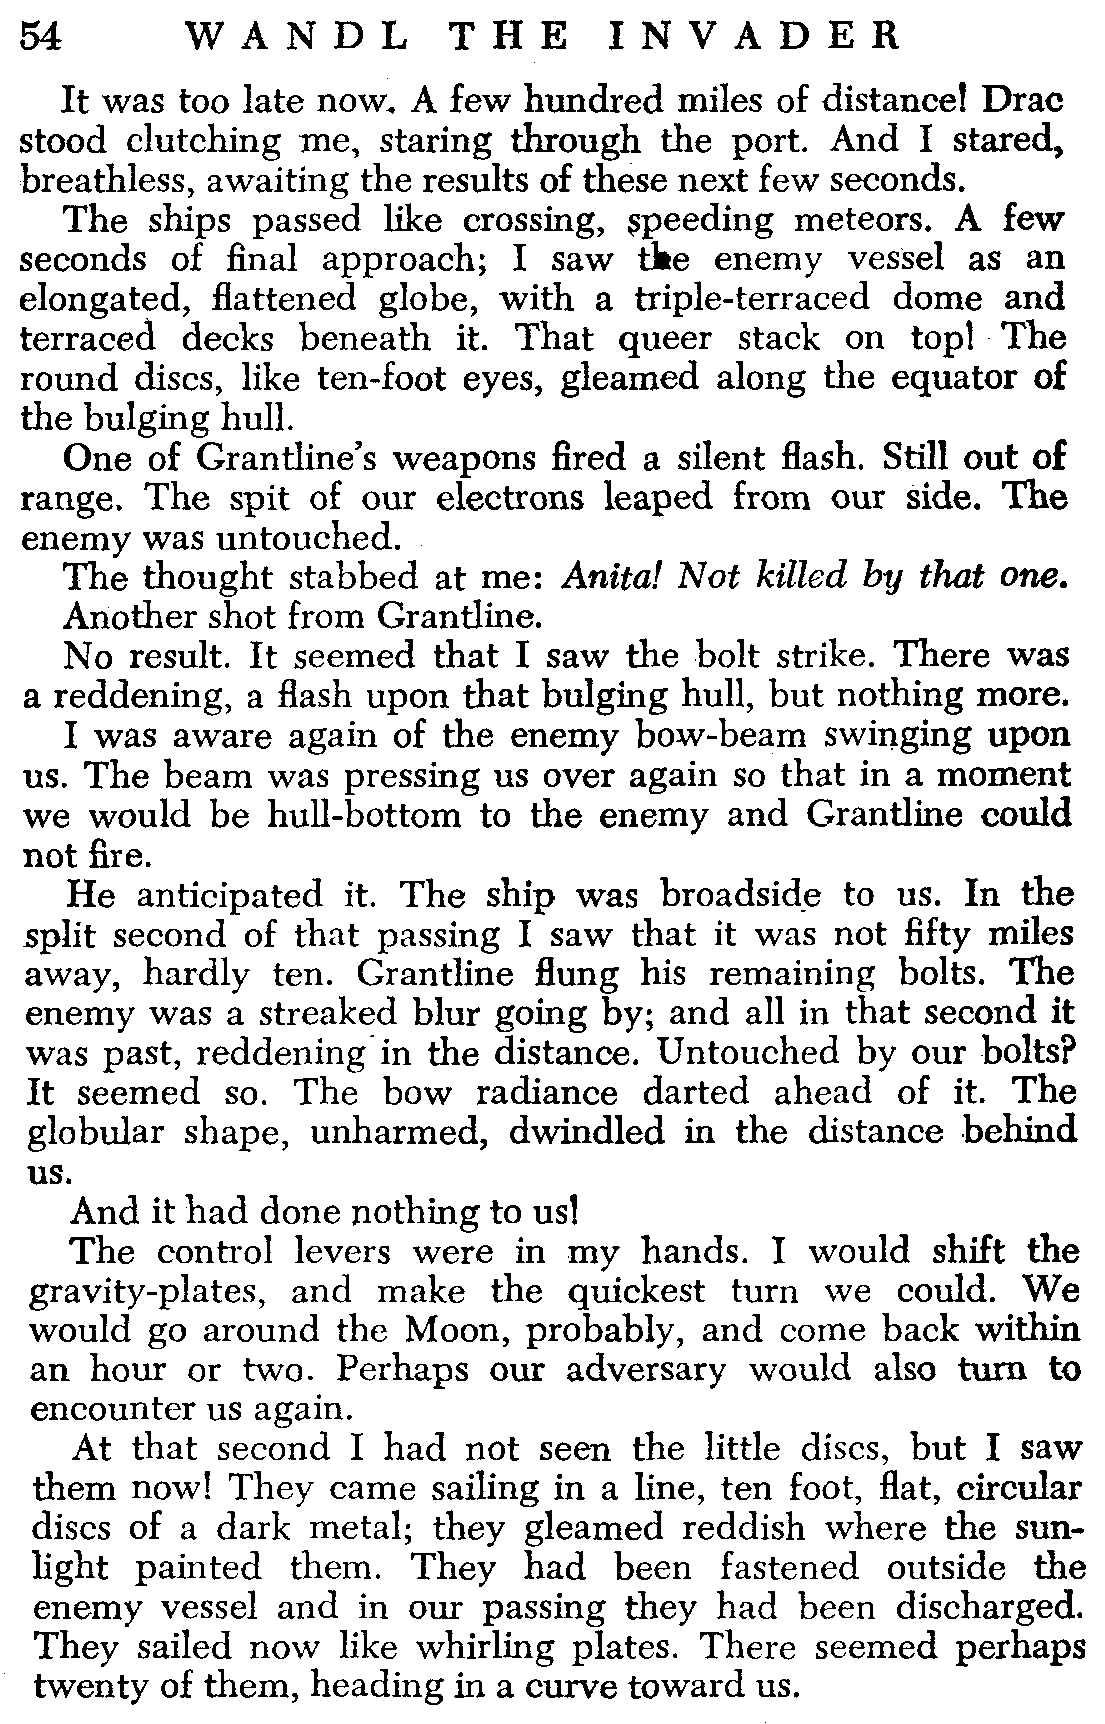 54 WANDL THE INVADER
It was too late now. A few hundred miles of distance! Drac
stood clutching me, staring through the port. And I stared,
breathless, awaiting the results of these next few seconds.
The ships passed like crossing, speeding meteors. A few
seconds of final approach; I saw the enemy vessel as an
elongated, flattened globe, with a triple-terraced dome and
terraced decks beneath it. That queer stack on top! The
round discs, like ten-foot eyes, gleamed along the equator of
the bulging hull.
One of Grantline's weapons fired a silent flash. Still out of
range. The spit of our electrons leaped from our side. The
enemy was untouched.
The thought stabbed at me: Anita! Not killed by that one.
Another shot from Grantline.
No result. It seemed that I saw the bolt strike. There was
a reddening, a flash upon that bulging hull, but nothing more.
I was aware again of the enemy bow-beam swinging upon
us. The beam was pressing us over again so that in a moment
we would be hull-bottom to the enemy and Grantline could
not fire.
He anticipated it. The ship was broadside to us. In the
split second of that passing I saw that it was not fifty miles
away, hardly ten. Grantline flung his remaining bolts. The
enemy was a streaked blur going by; and all in that second it
was past, reddening in the distance. Untouched by our bolts?
It seemed so. The bow radiance darted ahead of it. The
globular shape, unharmed, dwindled in the distance behind
us.
And it had done nothing to us!
The control levers were in my hands. I would shift the
gravity-plates, and make the quickest turn we could. We
would go around the Moon, probably, and come back within
an hour or two. Perhaps our adversary would also turn to
encounter us again.
At that second I had not seen the little discs, but I saw
them now! They came sailing in a line, ten foot, flat, circular
discs of a dark metal; they gleamed reddish where the sun-
light painted them. They had been fastened outside the
enemy vessel and in our passing they had been discharged.
They sailed now like whirling plates. There seemed perhaps
twenty of them, heading in a curve toward us.